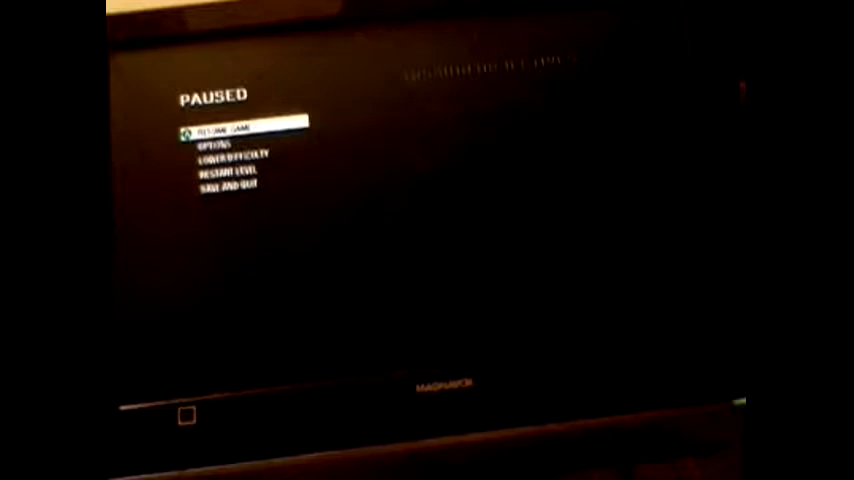 PAUSED
RESUME GAME
OPTIONS
LOWER DIFFICULTY
RESTART LEVEL
SAVE AND QUIT
MAGNAVOX